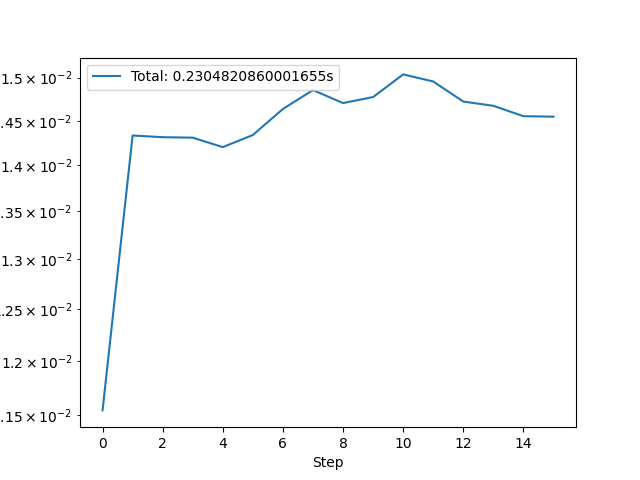 Total: 0.2304820860001655s
1.5 × 10⁻²
.45 × 10⁻²
1.4 × 10⁻²
.35 × 10⁻²
1.3 × 10⁻²
.25 × 10⁻²
1.2 × 10⁻²
.15 × 10⁻²
0 2 4 6 8 10 12 14
Step